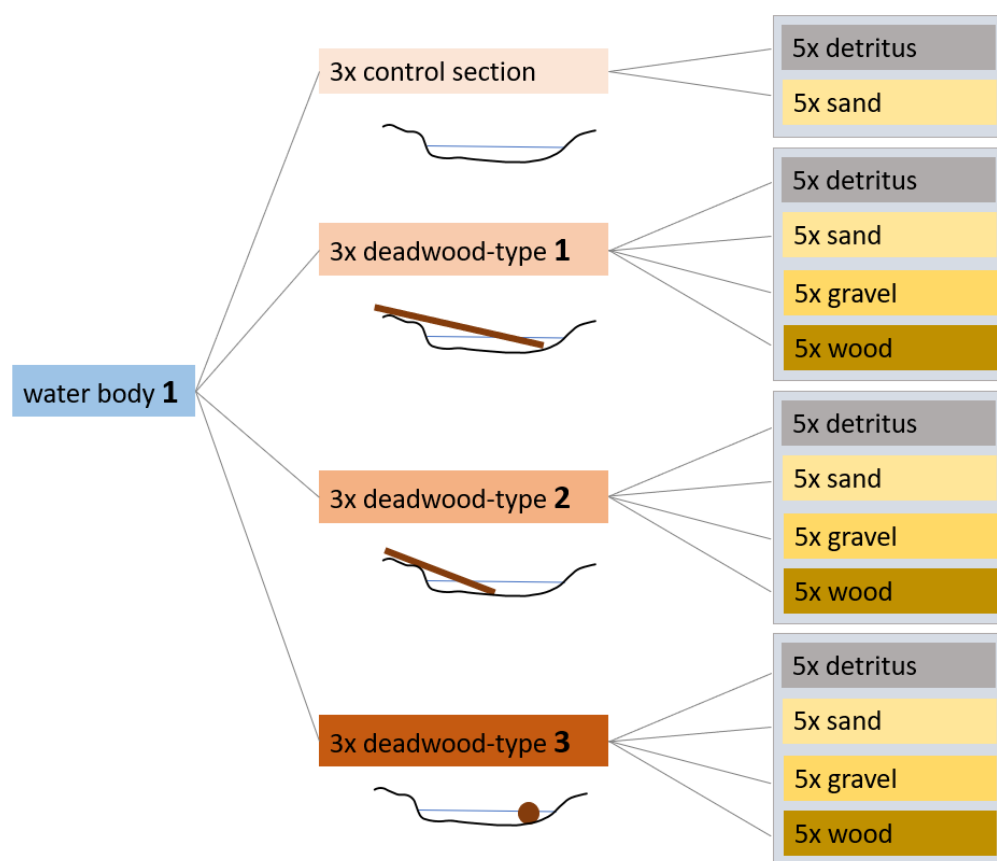 water body 1
3x control section
5x detritus
5x sand
3x deadwood-type 1
5x detritus
5x sand
5x gravel
5x wood
3x deadwood-type 2
5x detritus
5x sand
5x gravel
5x wood
3x deadwood-type 3
5x detritus
5x sand
5x gravel
5x wood